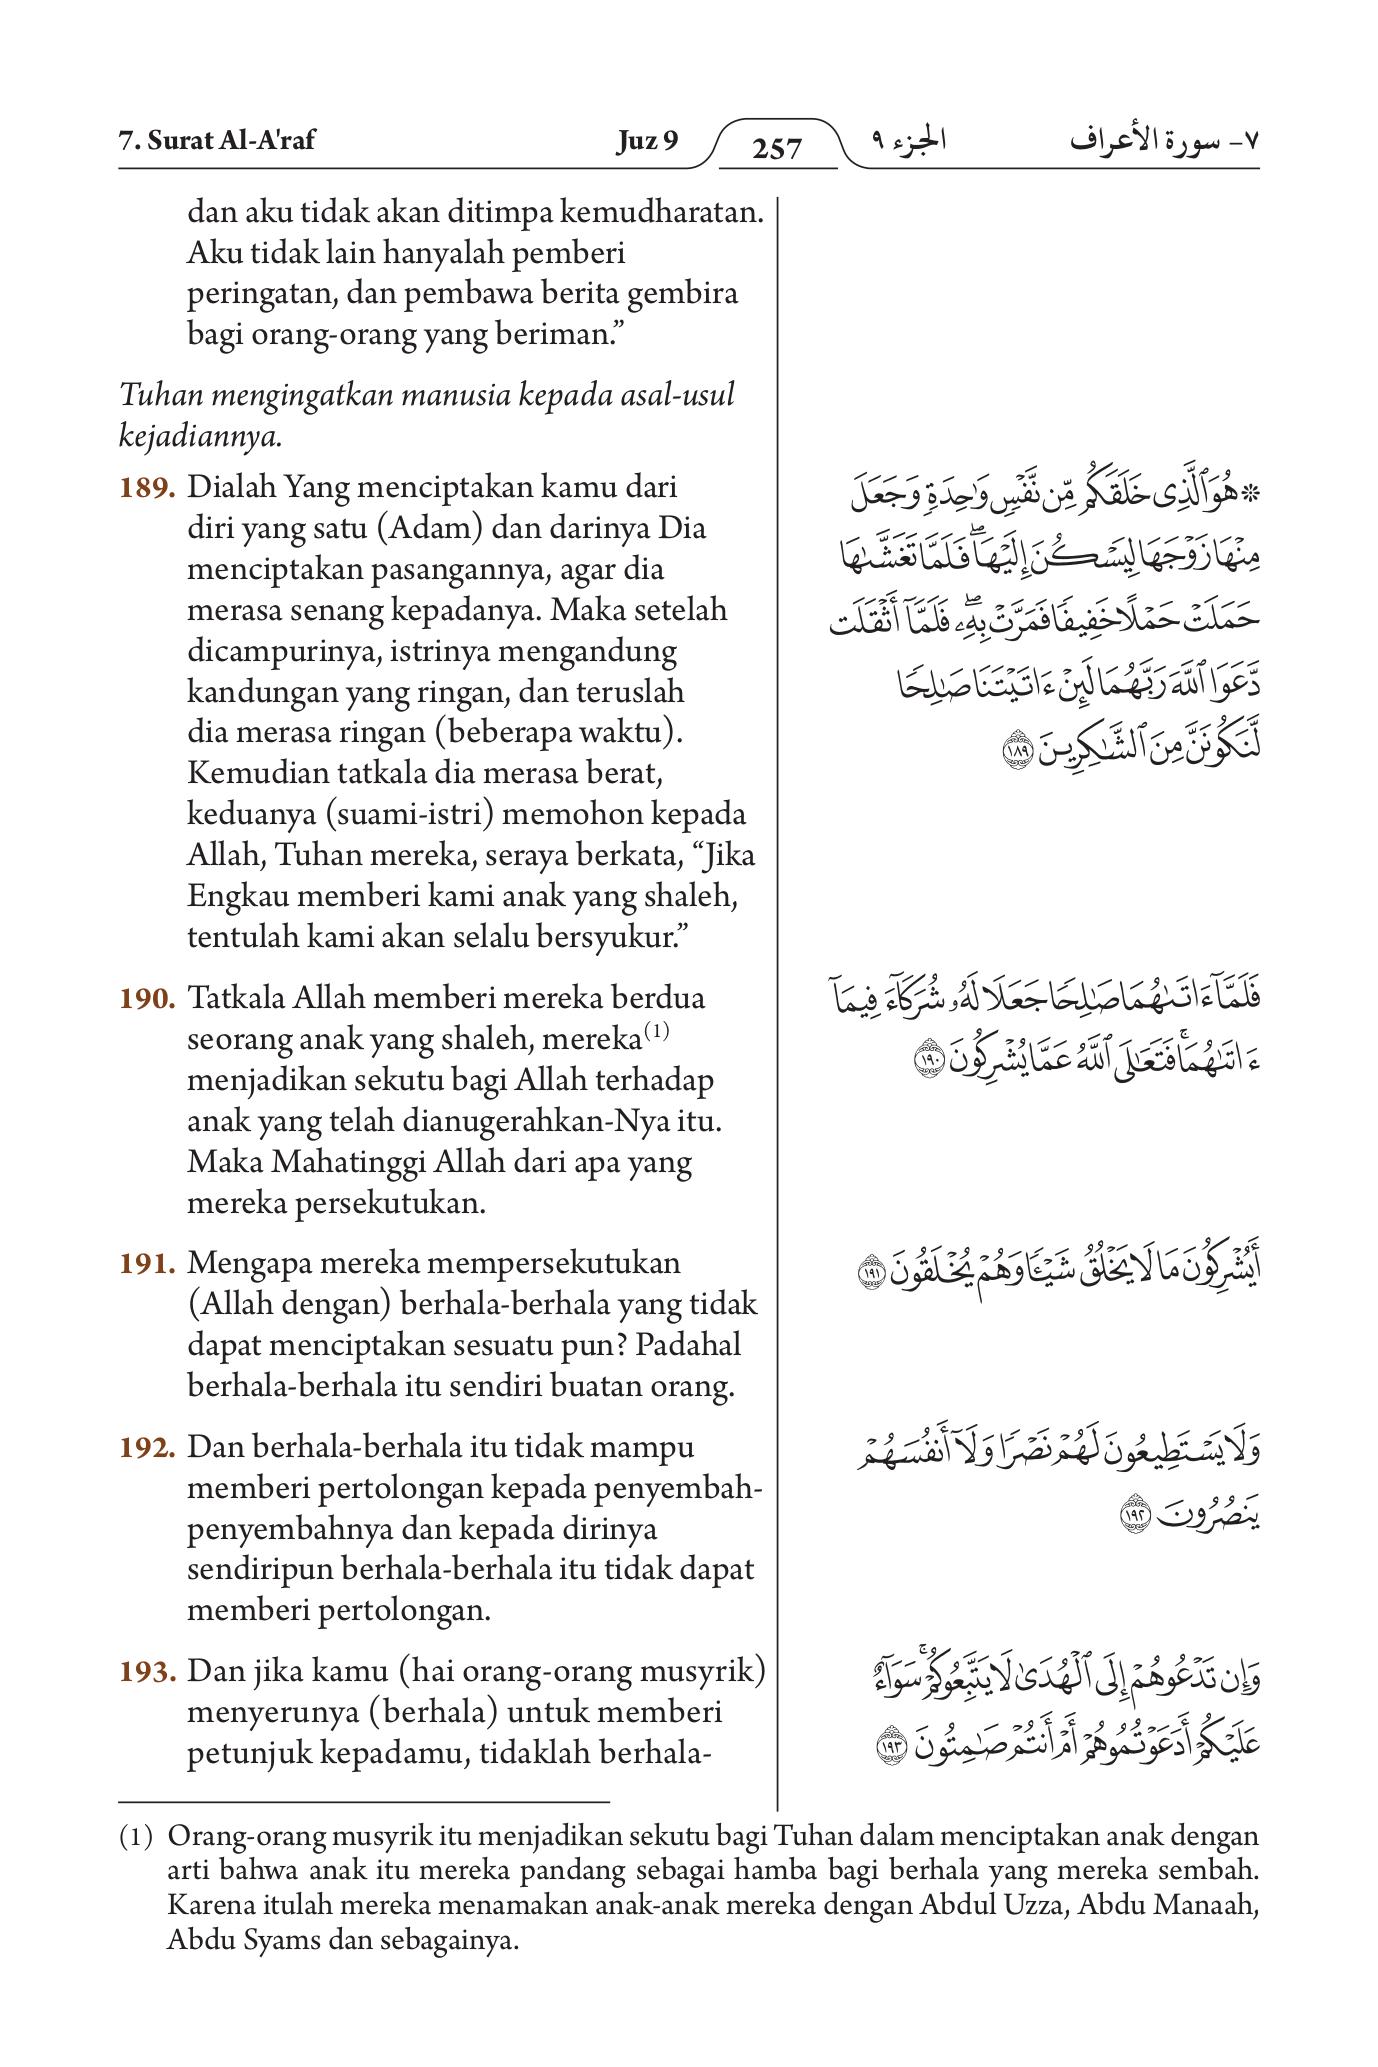 7. Surat Al-A'raf
Juz 9
257
الجزء ٩
٧- سورة الأعراف
dan aku tidak akan ditimpa kemudharatan.
Aku tidak lain hanyalah pemberi
peringatan, dan pembawa berita gembira
bagi orang-orang yang beriman.”
Tuhan mengingatkan manusia kepada asal-usul
kejadiannya.
189. Dialah Yang menciptakan kamu dari
diri yang satu (Adam) dan darinya Dia
menciptakan pasangannya, agar dia
merasa senang kepadanya. Maka setelah
dicampurinya, istrinya mengandung
kandungan yang ringan, dan teruslah
dia merasa ringan (beberapa waktu).
Kemudian tatkala dia merasa berat,
keduanya (suami-istri) memohon kepada
Allah, Tuhan mereka, seraya berkata, “Jika
Engkau memberi kami anak yang shaleh,
tentulah kami akan selalu bersyukur.”
190. Tatkala Allah memberi mereka berdua
seorang anak yang shaleh, mereka(1)
menjadikan sekutu bagi Allah terhadap
anak yang telah dianugerahkan-Nya itu.
Maka Mahatinggi Allah dari apa yang
mereka persekutukan.
191. Mengapa mereka mempersekutukan
(Allah dengan) berhala-berhala yang tidak
dapat menciptakan sesuatu pun? Padahal
berhala-berhala itu sendiri buatan orang.
192. Dan berhala-berhala itu tidak mampu
memberi pertolongan kepada penyembah-
penyembahnya dan kepada dirinya
sendiripun berhala-berhala itu tidak dapat
memberi pertolongan.
193. Dan jika kamu (hai orang-orang musyrik)
menyerunya (berhala) untuk memberi
petunjuk kepadamu, tidaklah berhala-
۞ هُوَ ٱلَّذِى خَلَقَكُم مِّن نَّفْسٍ وَٰحِدَةٍ وَجَعَلَ
مِنْهَا زَوْجَهَا لِيَسْكُنَ إِلَيْهَا ۖ فَلَمَّا تَغَشَّىٰهَا
حَمَلَتْ حَمْلًا خَفِيفًا فَمَرَّتْ بِهِۦ ۖ فَلَمَّآ أَثْقَلَت
دَّعَوَا ٱللَّهَ رَبَّهُمَا لَئِنْ ءَاتَيْتَنَا صَٰلِحًا
لَّنَكُونَنَّ مِنَ ٱلشَّٰكِرِينَ ١٨٩
فَلَمَّآ ءَاتَىٰهُمَا صَٰلِحًا جَعَلَا لَهُۥ شُرَكَآءَ فِيمَآ
ءَاتَىٰهُمَا ۚ فَتَعَٰلَى ٱللَّهُ عَمَّا يُشْرِكُونَ ١٩٠
أَيُشْرِكُونَ مَا لَا يَخْلُقُ شَيْـًٔا وَهُمْ يُخْلَقُونَ ١٩١
وَلَا يَسْتَطِيعُونَ لَهُمْ نَصْرًا وَلَآ أَنفُسَهُمْ
يَنصُرُونَ ١٩٢
وَإِن تَدْعُوهُمْ إِلَى ٱلْهُدَىٰ لَا يَتَّبِعُوكُمْ ۚ سَوَآءٌ
عَلَيْكُمْ أَدَعَوْتُمُوهُمْ أَمْ أَنتُمْ صَٰمِتُونَ ١٩٣
(1) Orang-orang musyrik itu menjadikan sekutu bagi Tuhan dalam menciptakan anak dengan
arti bahwa anak itu mereka pandang sebagai hamba bagi berhala yang mereka sembah.
Karena itulah mereka menamakan anak-anak mereka dengan Abdul Uzza, Abdu Manaah,
Abdu Syams dan sebagainya.